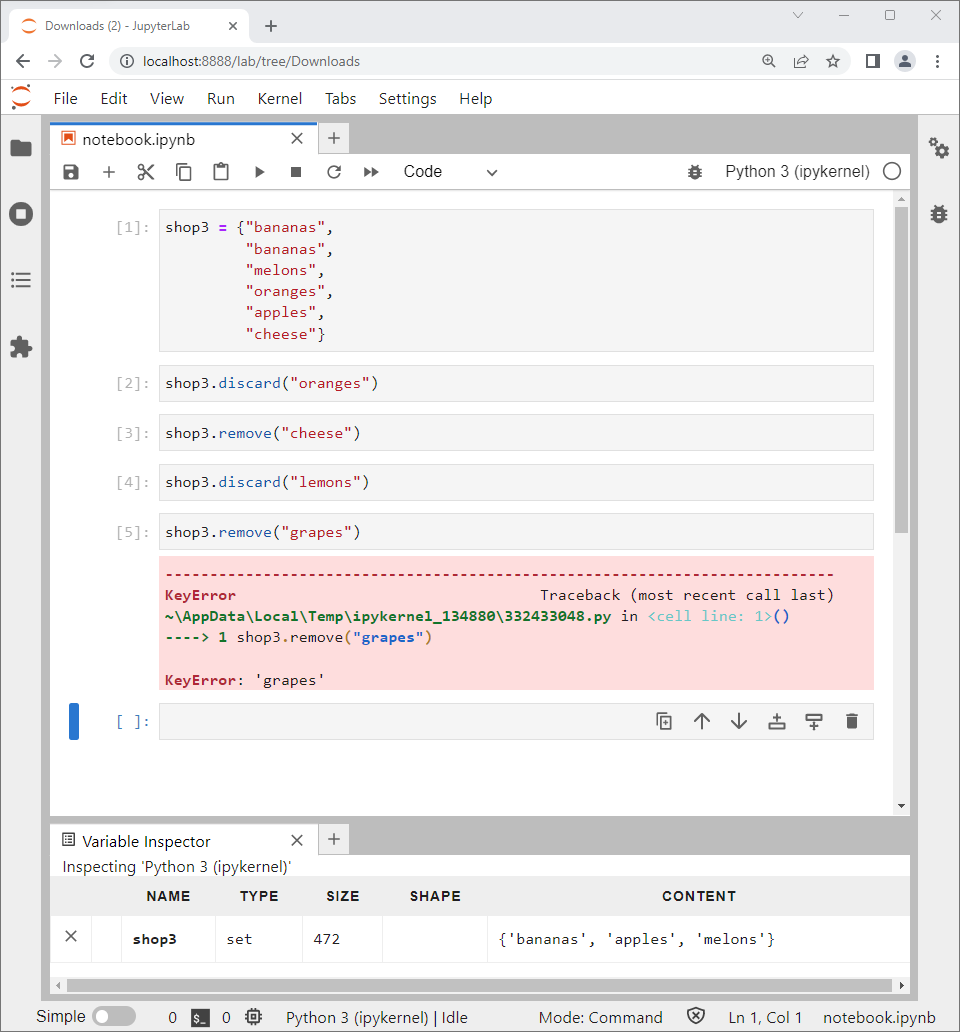 Downloads (2) - JupyterLab
localhost:8888/lab/tree/Downloads
File Edit View Run Kernel Tabs Settings Help
notebook.ipynb
Code Python 3 (ipykernel)
[1]: shop3 = {"bananas",
"bananas",
"melons",
"oranges",
"apples",
"cheese"}
[2]: shop3.discard("oranges")
[3]: shop3.remove("cheese")
[4]: shop3.discard("lemons")
[5]: shop3.remove("grapes")
---------------------------------------------------------------------------
KeyError Traceback (most recent call last)
~\AppData\Local\Temp\ipykernel_134880\332433048.py in <cell line: 1>()
----> 1 shop3.remove("grapes")
KeyError: 'grapes'
[ ]:
Variable Inspector
Inspecting 'Python 3 (ipykernel)'
NAME TYPE SIZE SHAPE CONTENT
shop3 set 472 {'bananas', 'apples', 'melons'}
Simple 0 $_ 0 Python 3 (ipykernel) | Idle Mode: Command Ln 1, Col 1 notebook.ipynb